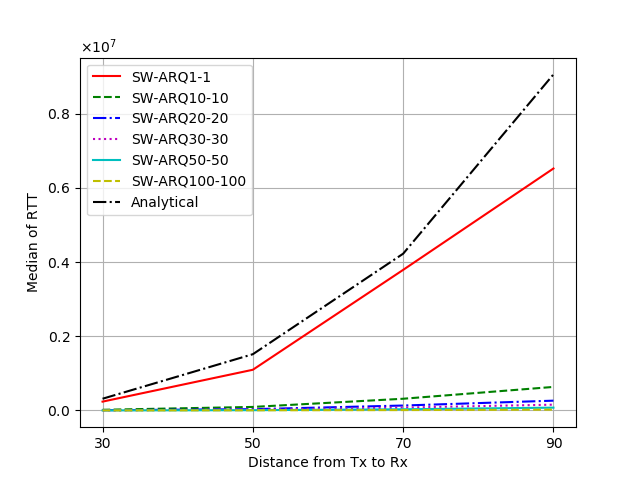 ×10⁷
SW-ARQ1-1
SW-ARQ10-10
SW-ARQ20-20
SW-ARQ30-30
SW-ARQ50-50
SW-ARQ100-100
Analytical
0.8
0.6
0.4
0.2
0.0
Median of RTT
30 50 70 90
Distance from Tx to Rx